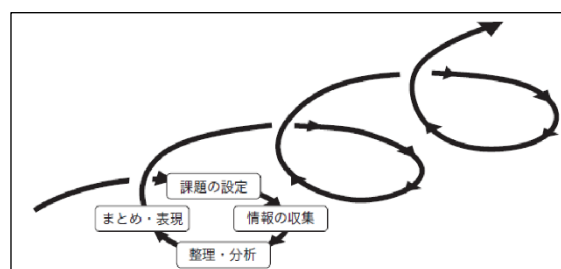 課題の設定
情報の収集
整理・分析
まとめ・表現